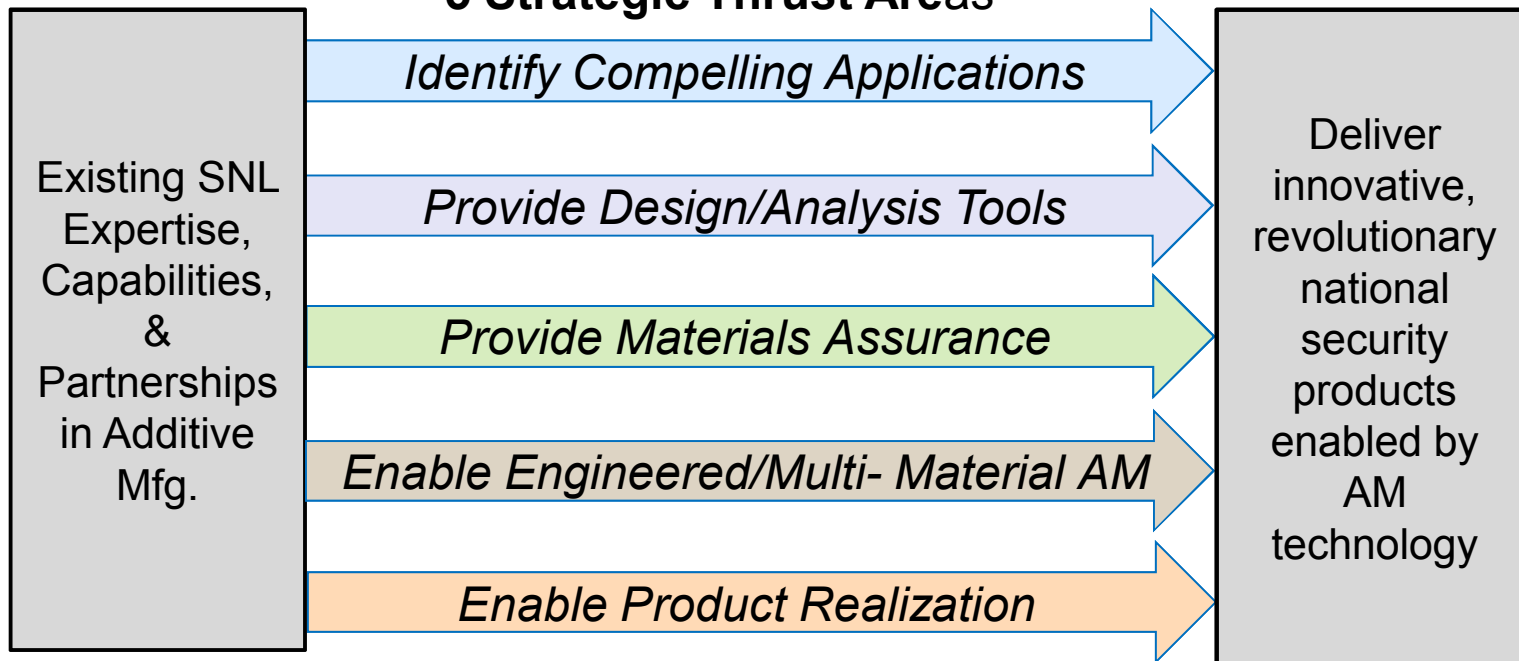 Strategic Thrust Areas
Existing SNL
Expertise,
Capabilities,
&
Partnerships
in Additive
Mfg.
Identify Compelling Applications
Provide Design/Analysis Tools
Provide Materials Assurance
Enable Engineered/Multi- Material AM
Enable Product Realization
Deliver
innovative,
revolutionary
national
security
products
enabled by
AM
technology